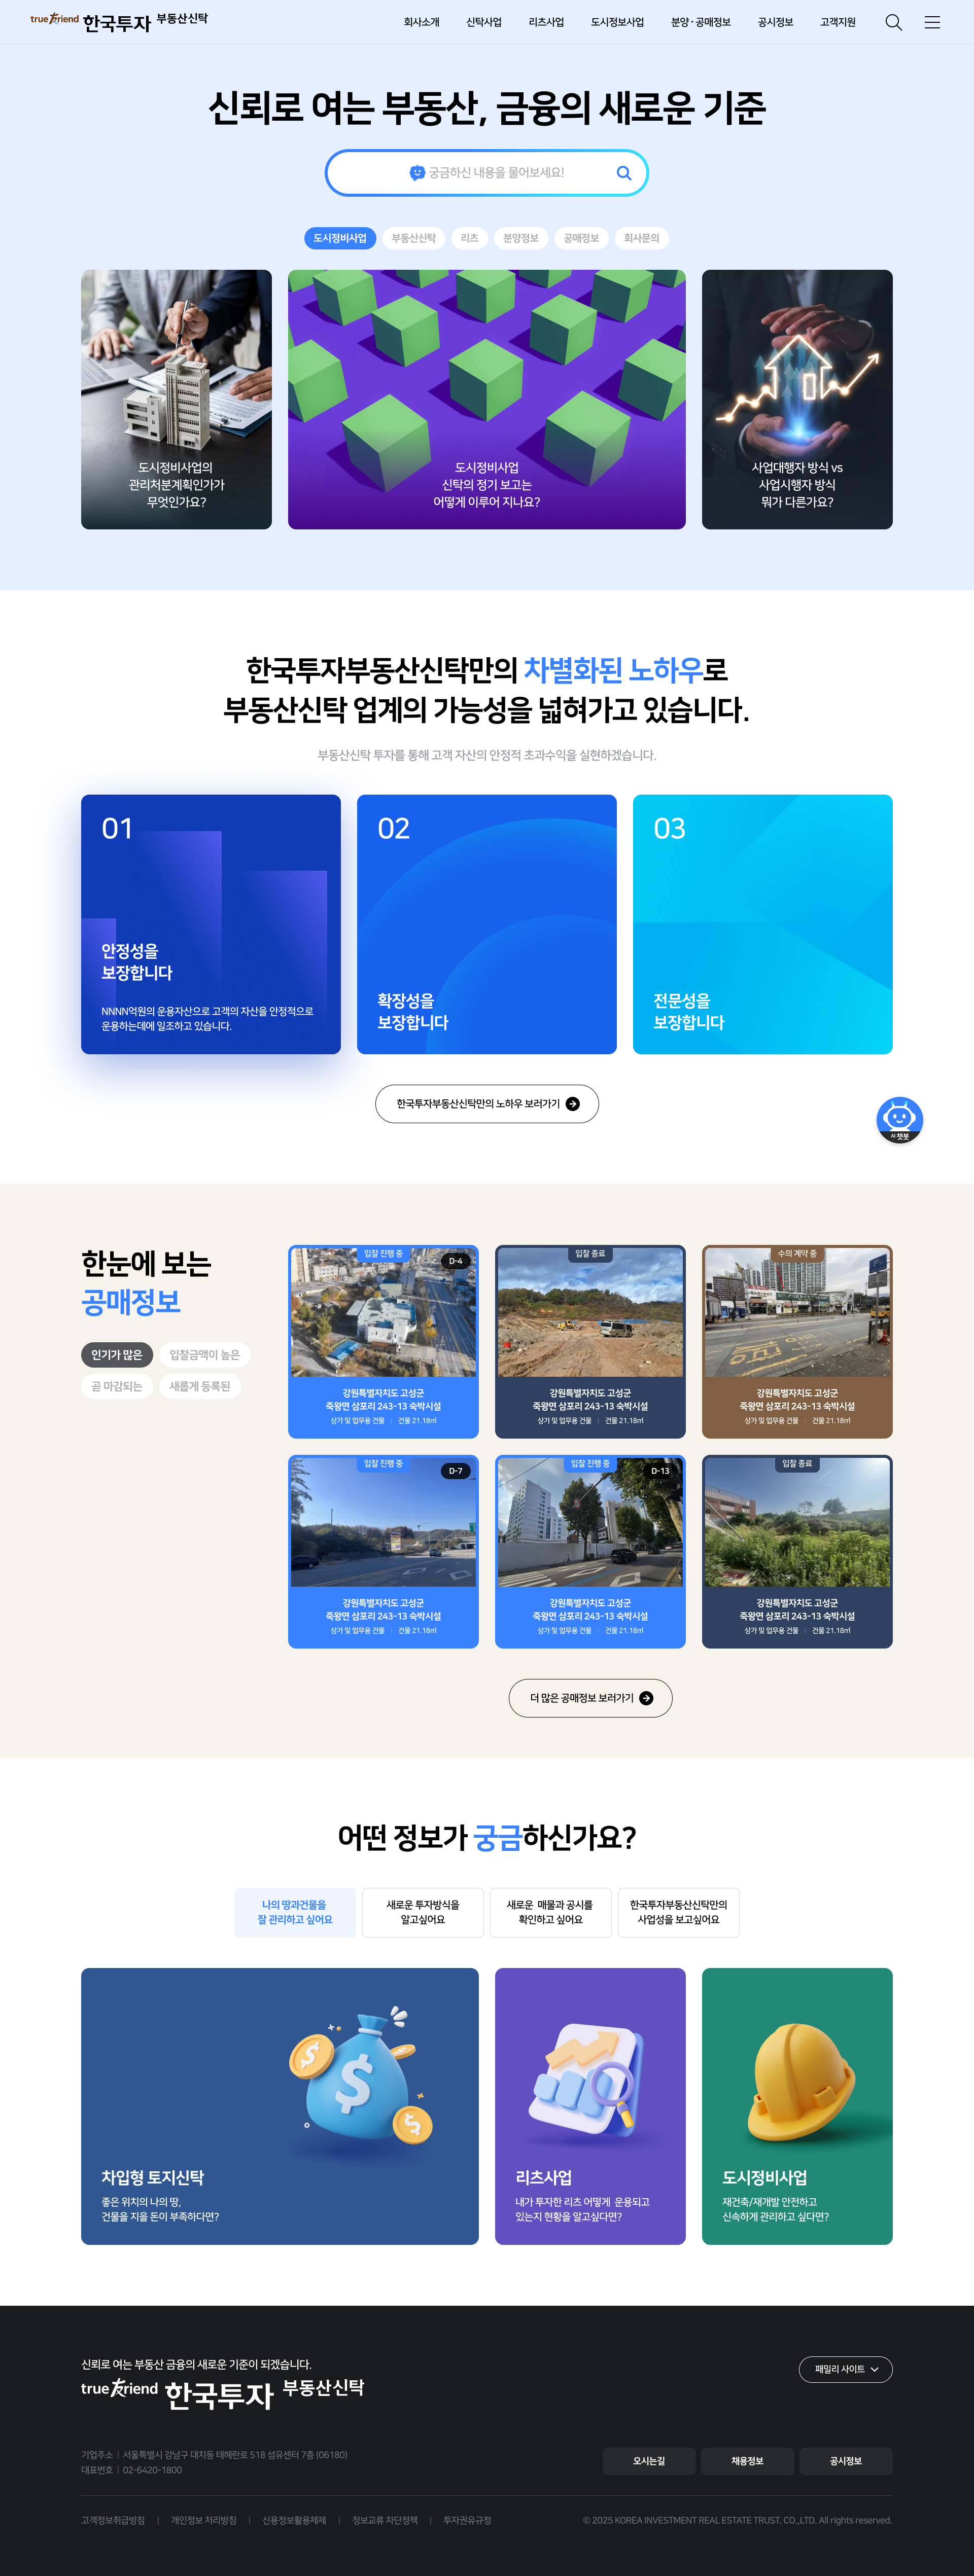 true friend 한국투자 부동산신탁
회사소개 신탁사업 리츠사업 도시정보사업 분양·공매정보 공시정보 고객지원
신뢰로 여는 부동산, 금융의 새로운 기준
궁금하신 내용을 물어보세요!
도시정비사업 부동산신탁 리츠 분양정보 공매정보 회사문의
도시정비사업의
관리처분계획인가가
무엇인가요?
도시정비사업
신탁의 정기 보고는
어떻게 이루어 지나요?
사업대행자 방식 vs
사업시행자 방식
뭐가 다른가요?
한국투자부동산신탁만의 차별화된 노하우로
부동산신탁 업계의 가능성을 넓혀가고 있습니다.
부동산신탁 투자를 통해 고객 자산의 안정적 초과수익을 실현하겠습니다.
01
안정성을
보장합니다
NNNN억원의 운용자산으로 고객의 자산을 안정적으로
운용하는데에 일조하고 있습니다.
02
확장성을
보장합니다
03
전문성을
보장합니다
한국투자부동산신탁만의 노하우 보러가기
AI 챗봇
한눈에 보는
공매정보
인기가 많은 입찰금액이 높은
곧 마감되는 새롭게 등록된
입찰 진행 중 D-4
강원특별자치도 고성군
죽왕면 삼포리 243-13 숙박시설
상가 및 업무용 건물 | 건물 21.18㎡
입찰 종료
강원특별자치도 고성군
죽왕면 삼포리 243-13 숙박시설
상가 및 업무용 건물 | 건물 21.18㎡
수의 계약 중
강원특별자치도 고성군
죽왕면 삼포리 243-13 숙박시설
상가 및 업무용 건물 | 건물 21.18㎡
입찰 진행 중 D-7
강원특별자치도 고성군
죽왕면 삼포리 243-13 숙박시설
상가 및 업무용 건물 | 건물 21.18㎡
입찰 진행 중 D-13
강원특별자치도 고성군
죽왕면 삼포리 243-13 숙박시설
상가 및 업무용 건물 | 건물 21.18㎡
입찰 종료
강원특별자치도 고성군
죽왕면 삼포리 243-13 숙박시설
상가 및 업무용 건물 | 건물 21.18㎡
더 많은 공매정보 보러가기
어떤 정보가 궁금하신가요?
나의 땅과건물을
잘 관리하고 싶어요
새로운 투자방식을
알고싶어요
새로운 매물과 공시를
확인하고 싶어요
한국투자부동산신탁만의
사업성을 보고싶어요
차입형 토지신탁
좋은 위치의 나의 땅,
건물을 지을 돈이 부족하다면?
리츠사업
내가 투자한 리츠 어떻게 운용되고
있는지 현황을 알고싶다면?
도시정비사업
재건축/재개발 안전하고
신속하게 관리하고 싶다면?
신뢰로 여는 부동산 금융의 새로운 기준이 되겠습니다.
true friend 한국투자 부동산신탁
패밀리 사이트
기업주소 | 서울특별시 강남구 대치동 테헤란로 518 섬유센터 7층 (06180)
대표번호 | 02-6420-1800
오시는길 채용정보 공시정보
고객정보취급방침 | 개인정보 처리방침 | 신용정보활용체제 | 정보교류 차단정책 | 투자권유규정
© 2025 KOREA INVESTMENT REAL ESTATE TRUST. CO.,LTD. All rights reserved.